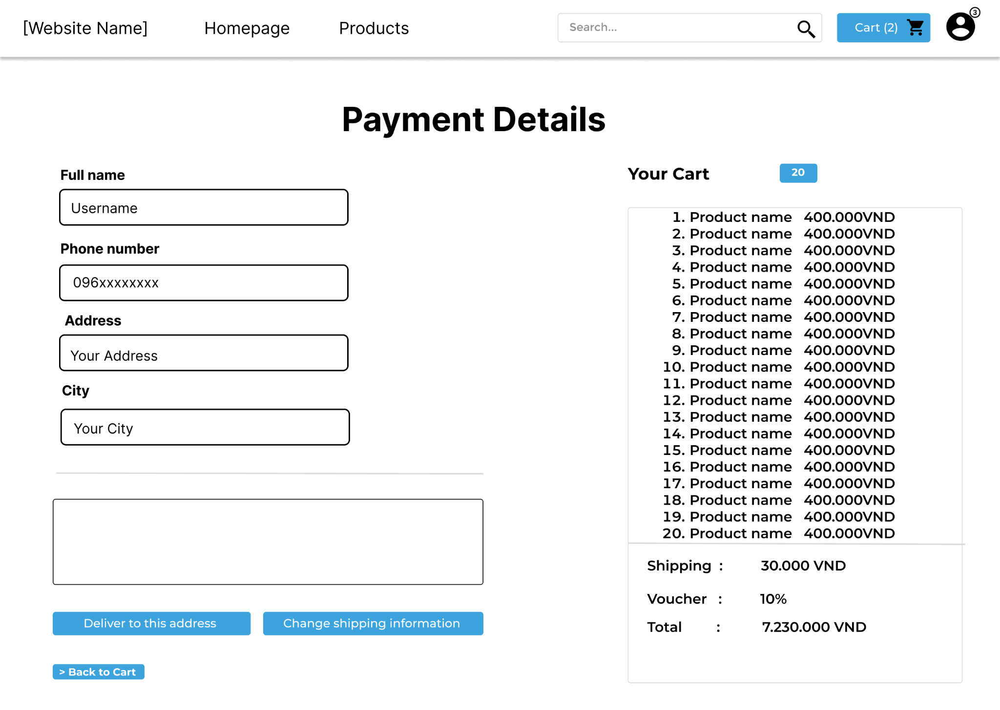 [Website Name] Homepage Products Search... Cart (2) 3
Payment Details
Full name
Username
Phone number
096xxxxxxxx
Address
Your Address
City
Your City
Deliver to this address Change shipping information
> Back to Cart
Your Cart 20
1. Product name 400.000VND
2. Product name 400.000VND
3. Product name 400.000VND
4. Product name 400.000VND
5. Product name 400.000VND
6. Product name 400.000VND
7. Product name 400.000VND
8. Product name 400.000VND
9. Product name 400.000VND
10. Product name 400.000VND
11. Product name 400.000VND
12. Product name 400.000VND
13. Product name 400.000VND
14. Product name 400.000VND
15. Product name 400.000VND
16. Product name 400.000VND
17. Product name 400.000VND
18. Product name 400.000VND
19. Product name 400.000VND
20. Product name 400.000VND
Shipping : 30.000 VND
Voucher : 10%
Total : 7.230.000 VND